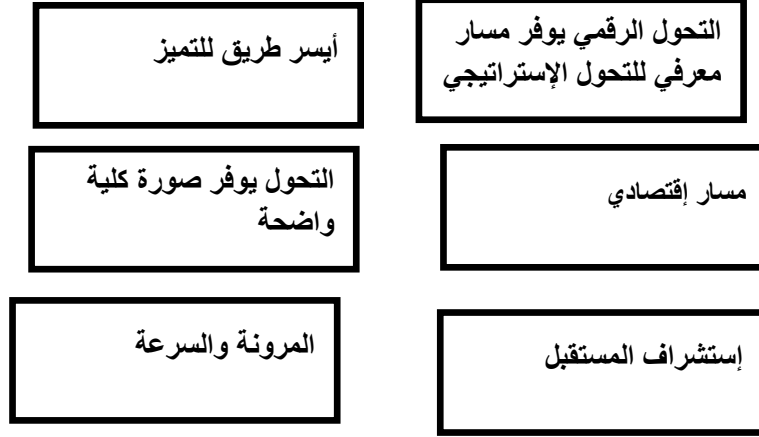 التحول الرقمي يوفر مسار
معرفي للتحول الإستراتيجي
أيسر طريق للتميز
مسار إقتصادي
التحول يوفر صورة كلية
واضحة
إستشراف المستقبل
المرونة والسرعة